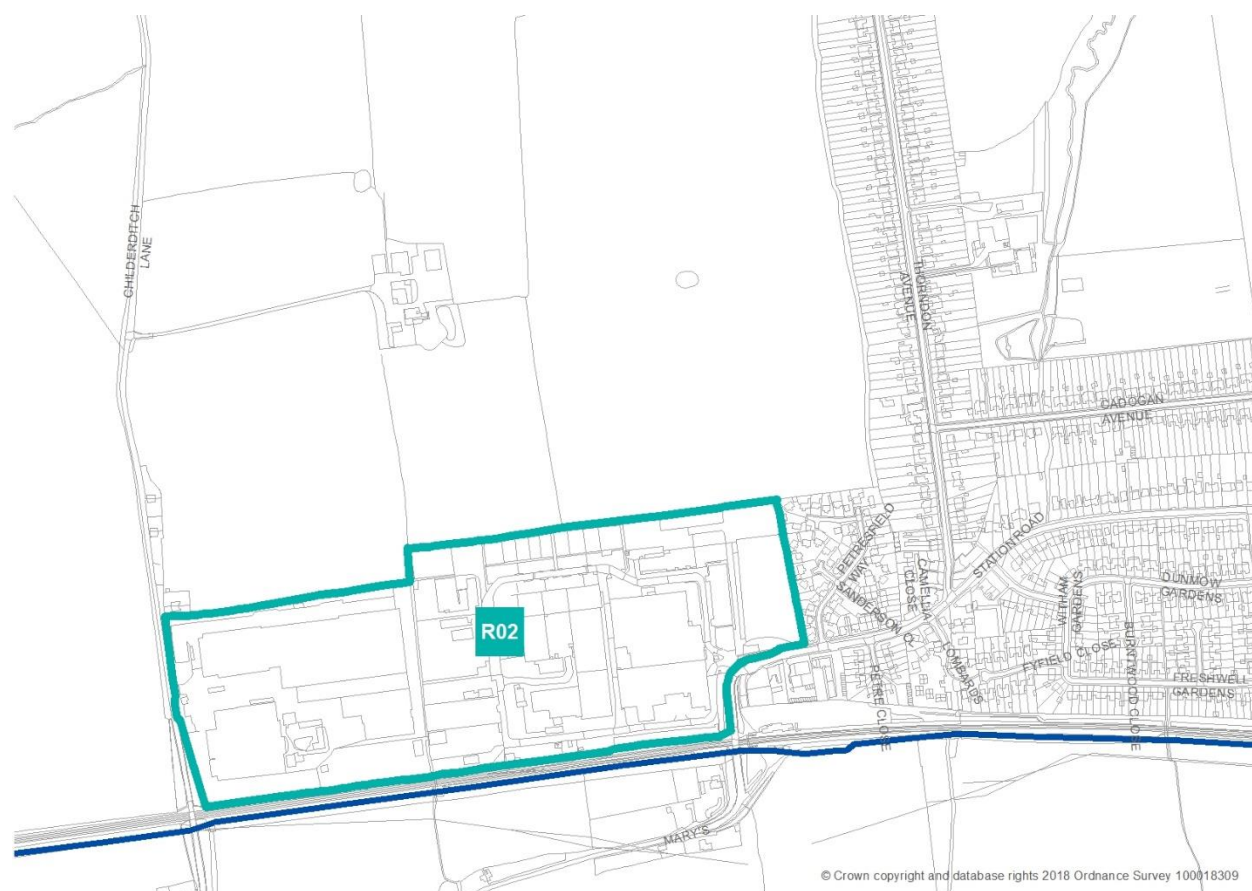 CHILDERDITCH
LANE
THORNDON
AVENUE
CADOGAN
AVENUE
R02
PETRESFIELD
WAY
SANDERSON CL
CAMELLIA
CLOSE
STATION ROAD
WITHAM
GARDENS
DUNMOW
GARDENS
LOMBARDS
PETRE CLOSE
FYFIELD CLOSE
BURNTWOOD CLOSE
FRESHWELL
GARDENS
MARY'S
© Crown copyright and database rights 2018 Ordnance Survey 100018309